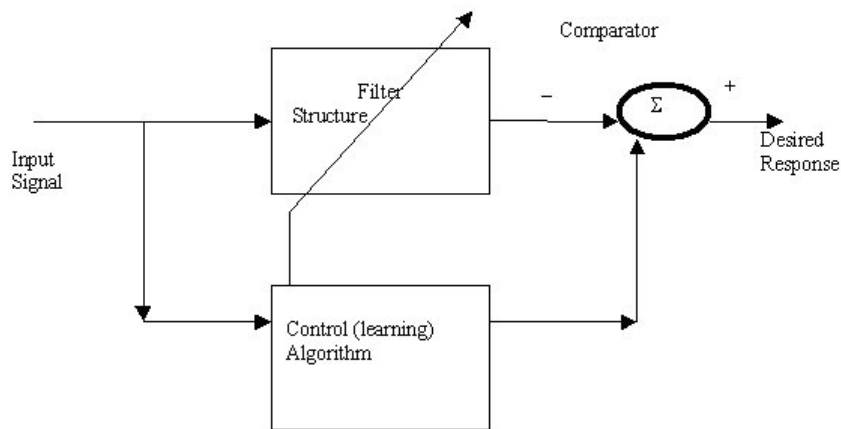 Comparator
Filter
Structure
−
Σ
+
Input
Signal
Desired
Response
Control (learning)
Algorithm